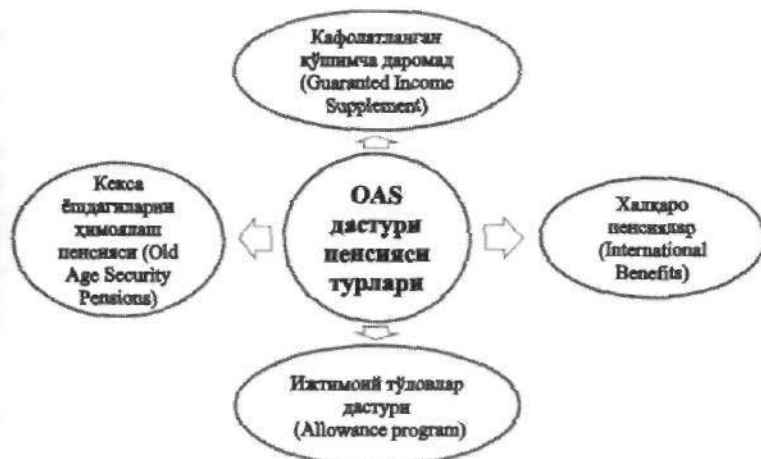 Кафолатланган
қўшимча даромад
(Guaranted Income
Supplement)
Кекса
ёшдагиларни
ҳимоялаш
пенсияси (Old
Age Security
Pensions)
OAS
дастури
пенсияси
турлари
Халқаро
пенсиялар
(International
Benefits)
Ижтимоий тўловлар
дастури
(Allowance program)